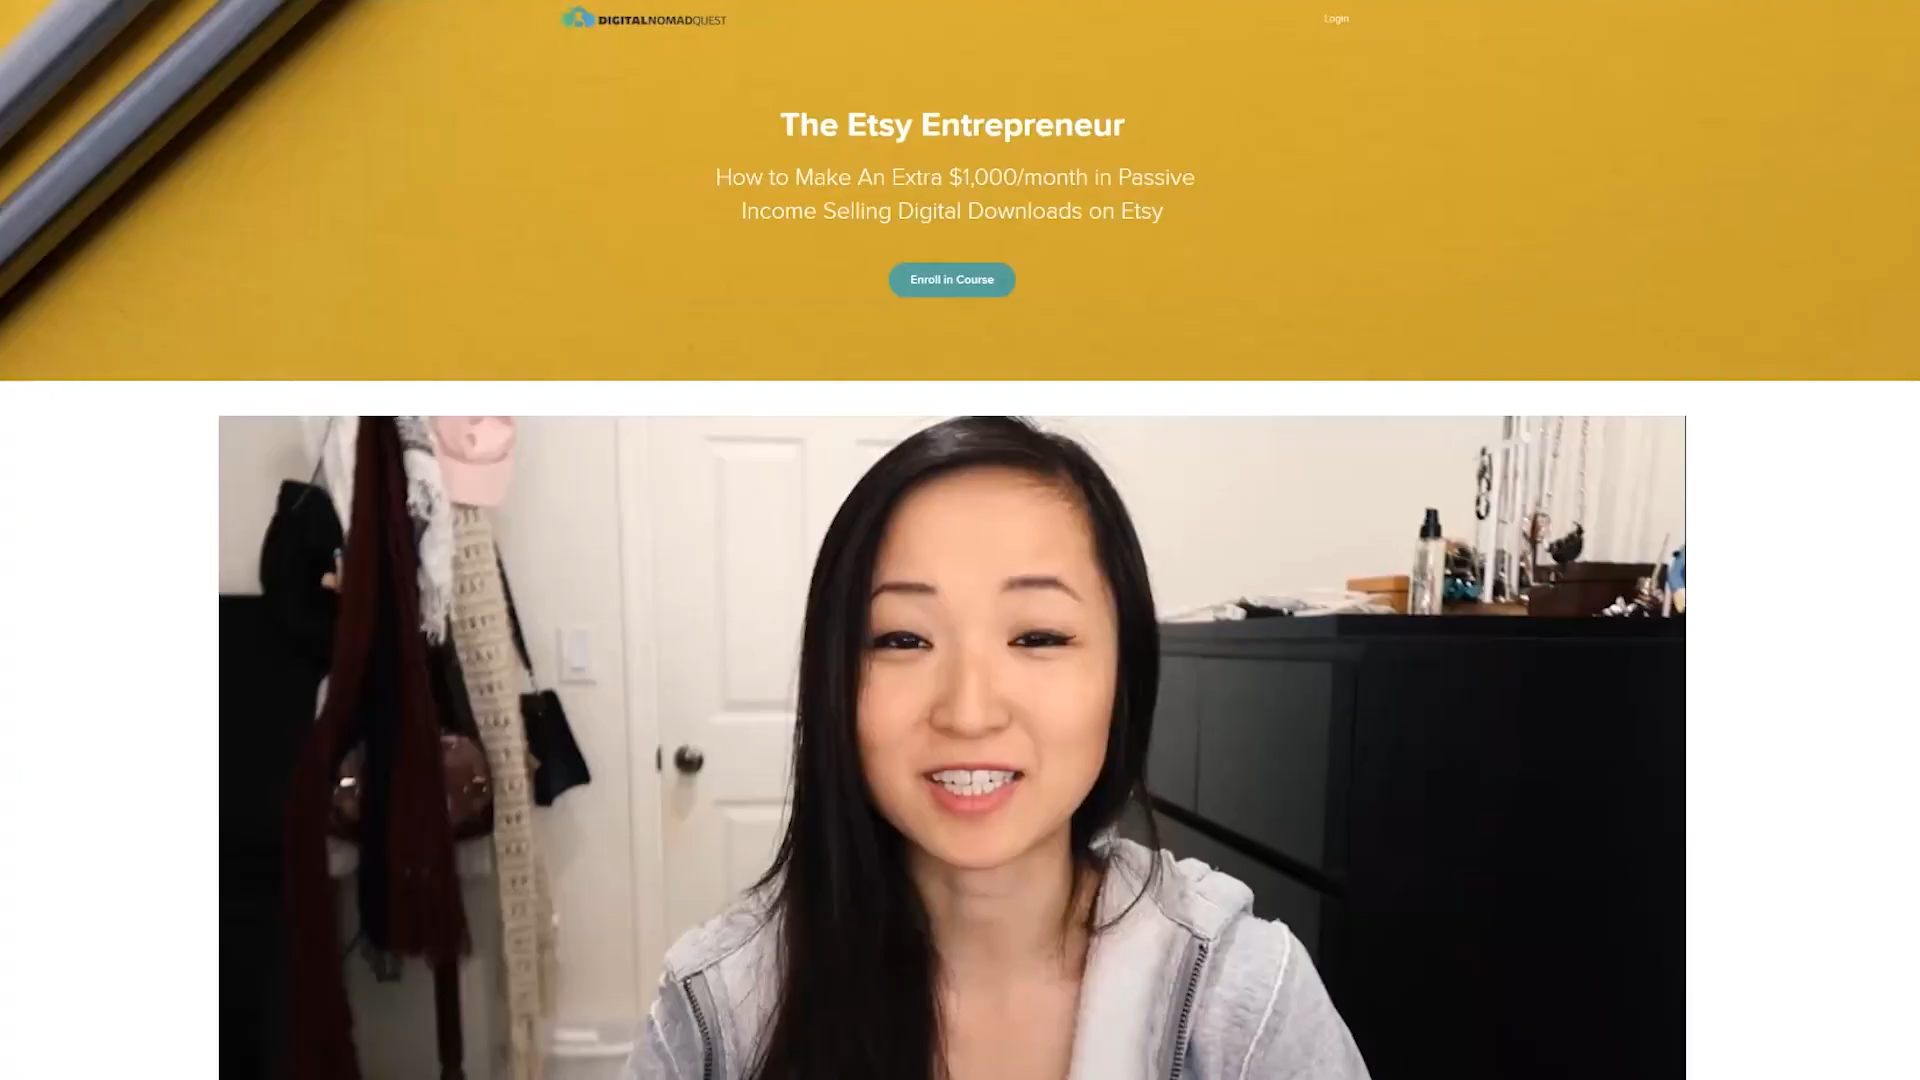 DIGITALNOMADQUEST
Login
The Etsy Entrepreneur
How to Make An Extra $1,000/month in Passive
Income Selling Digital Downloads on Etsy
Enroll in Course